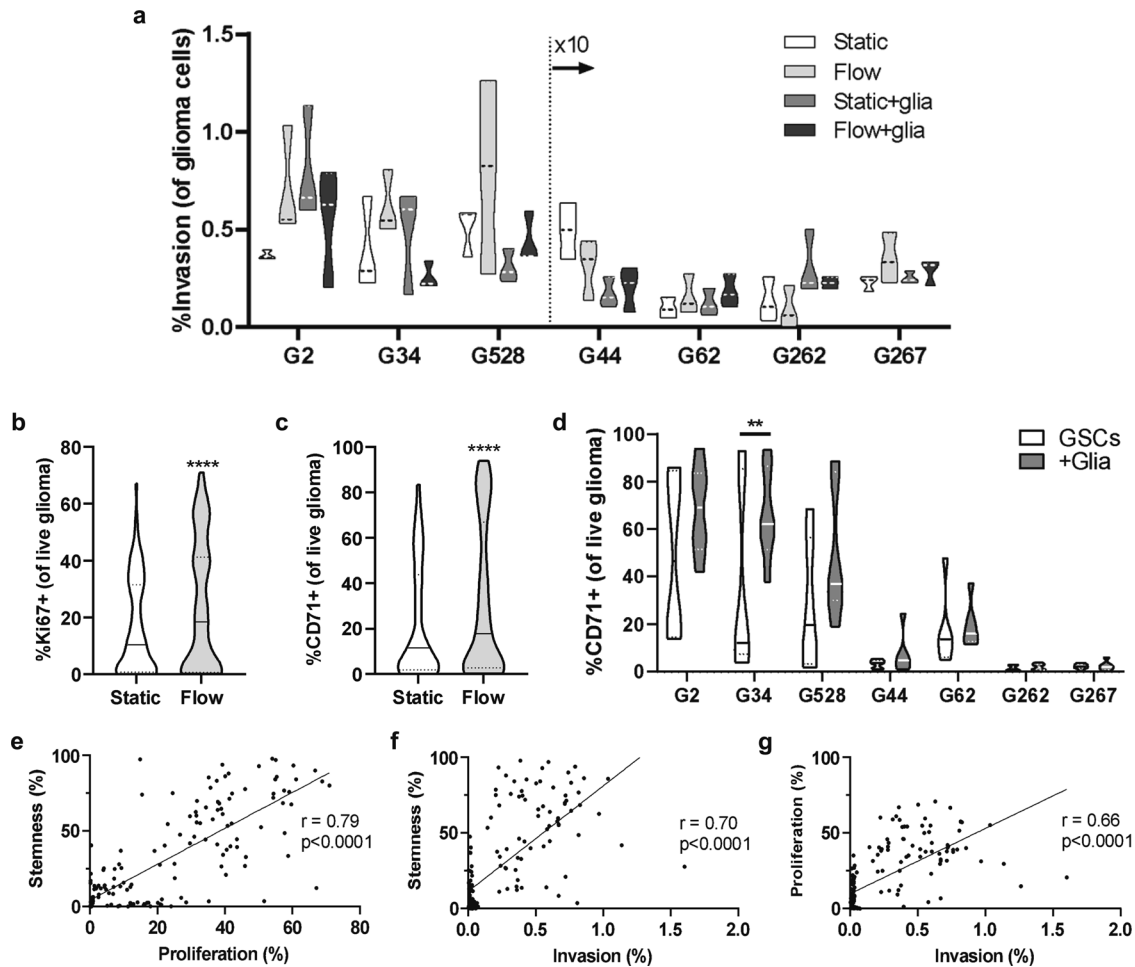 a
%Invasion (of glioma cells)
1.5
1.0
0.5
0.0
x10
Static
Flow
Static+glia
Flow+glia
G2 G34 G528 G44 G62 G262 G267
b
%Ki67+ (of live glioma)
80
60
40
20
0
****
Static Flow
c
%CD71+ (of live glioma)
100
80
60
40
20
0
****
Static Flow
d
%CD71+ (of live glioma)
100
80
60
40
20
0
**
GSCs
+Glia
G2 G34 G528 G44 G62 G262 G267
e
Stemness (%)
100
50
0
r = 0.79
p<0.0001
0 20 40 60 80
Proliferation (%)
f
Stemness (%)
100
50
0
r = 0.70
p<0.0001
0.0 0.5 1.0 1.5 2.0
Invasion (%)
g
Proliferation (%)
100
50
0
r = 0.66
p<0.0001
0.0 0.5 1.0 1.5 2.0
Invasion (%)